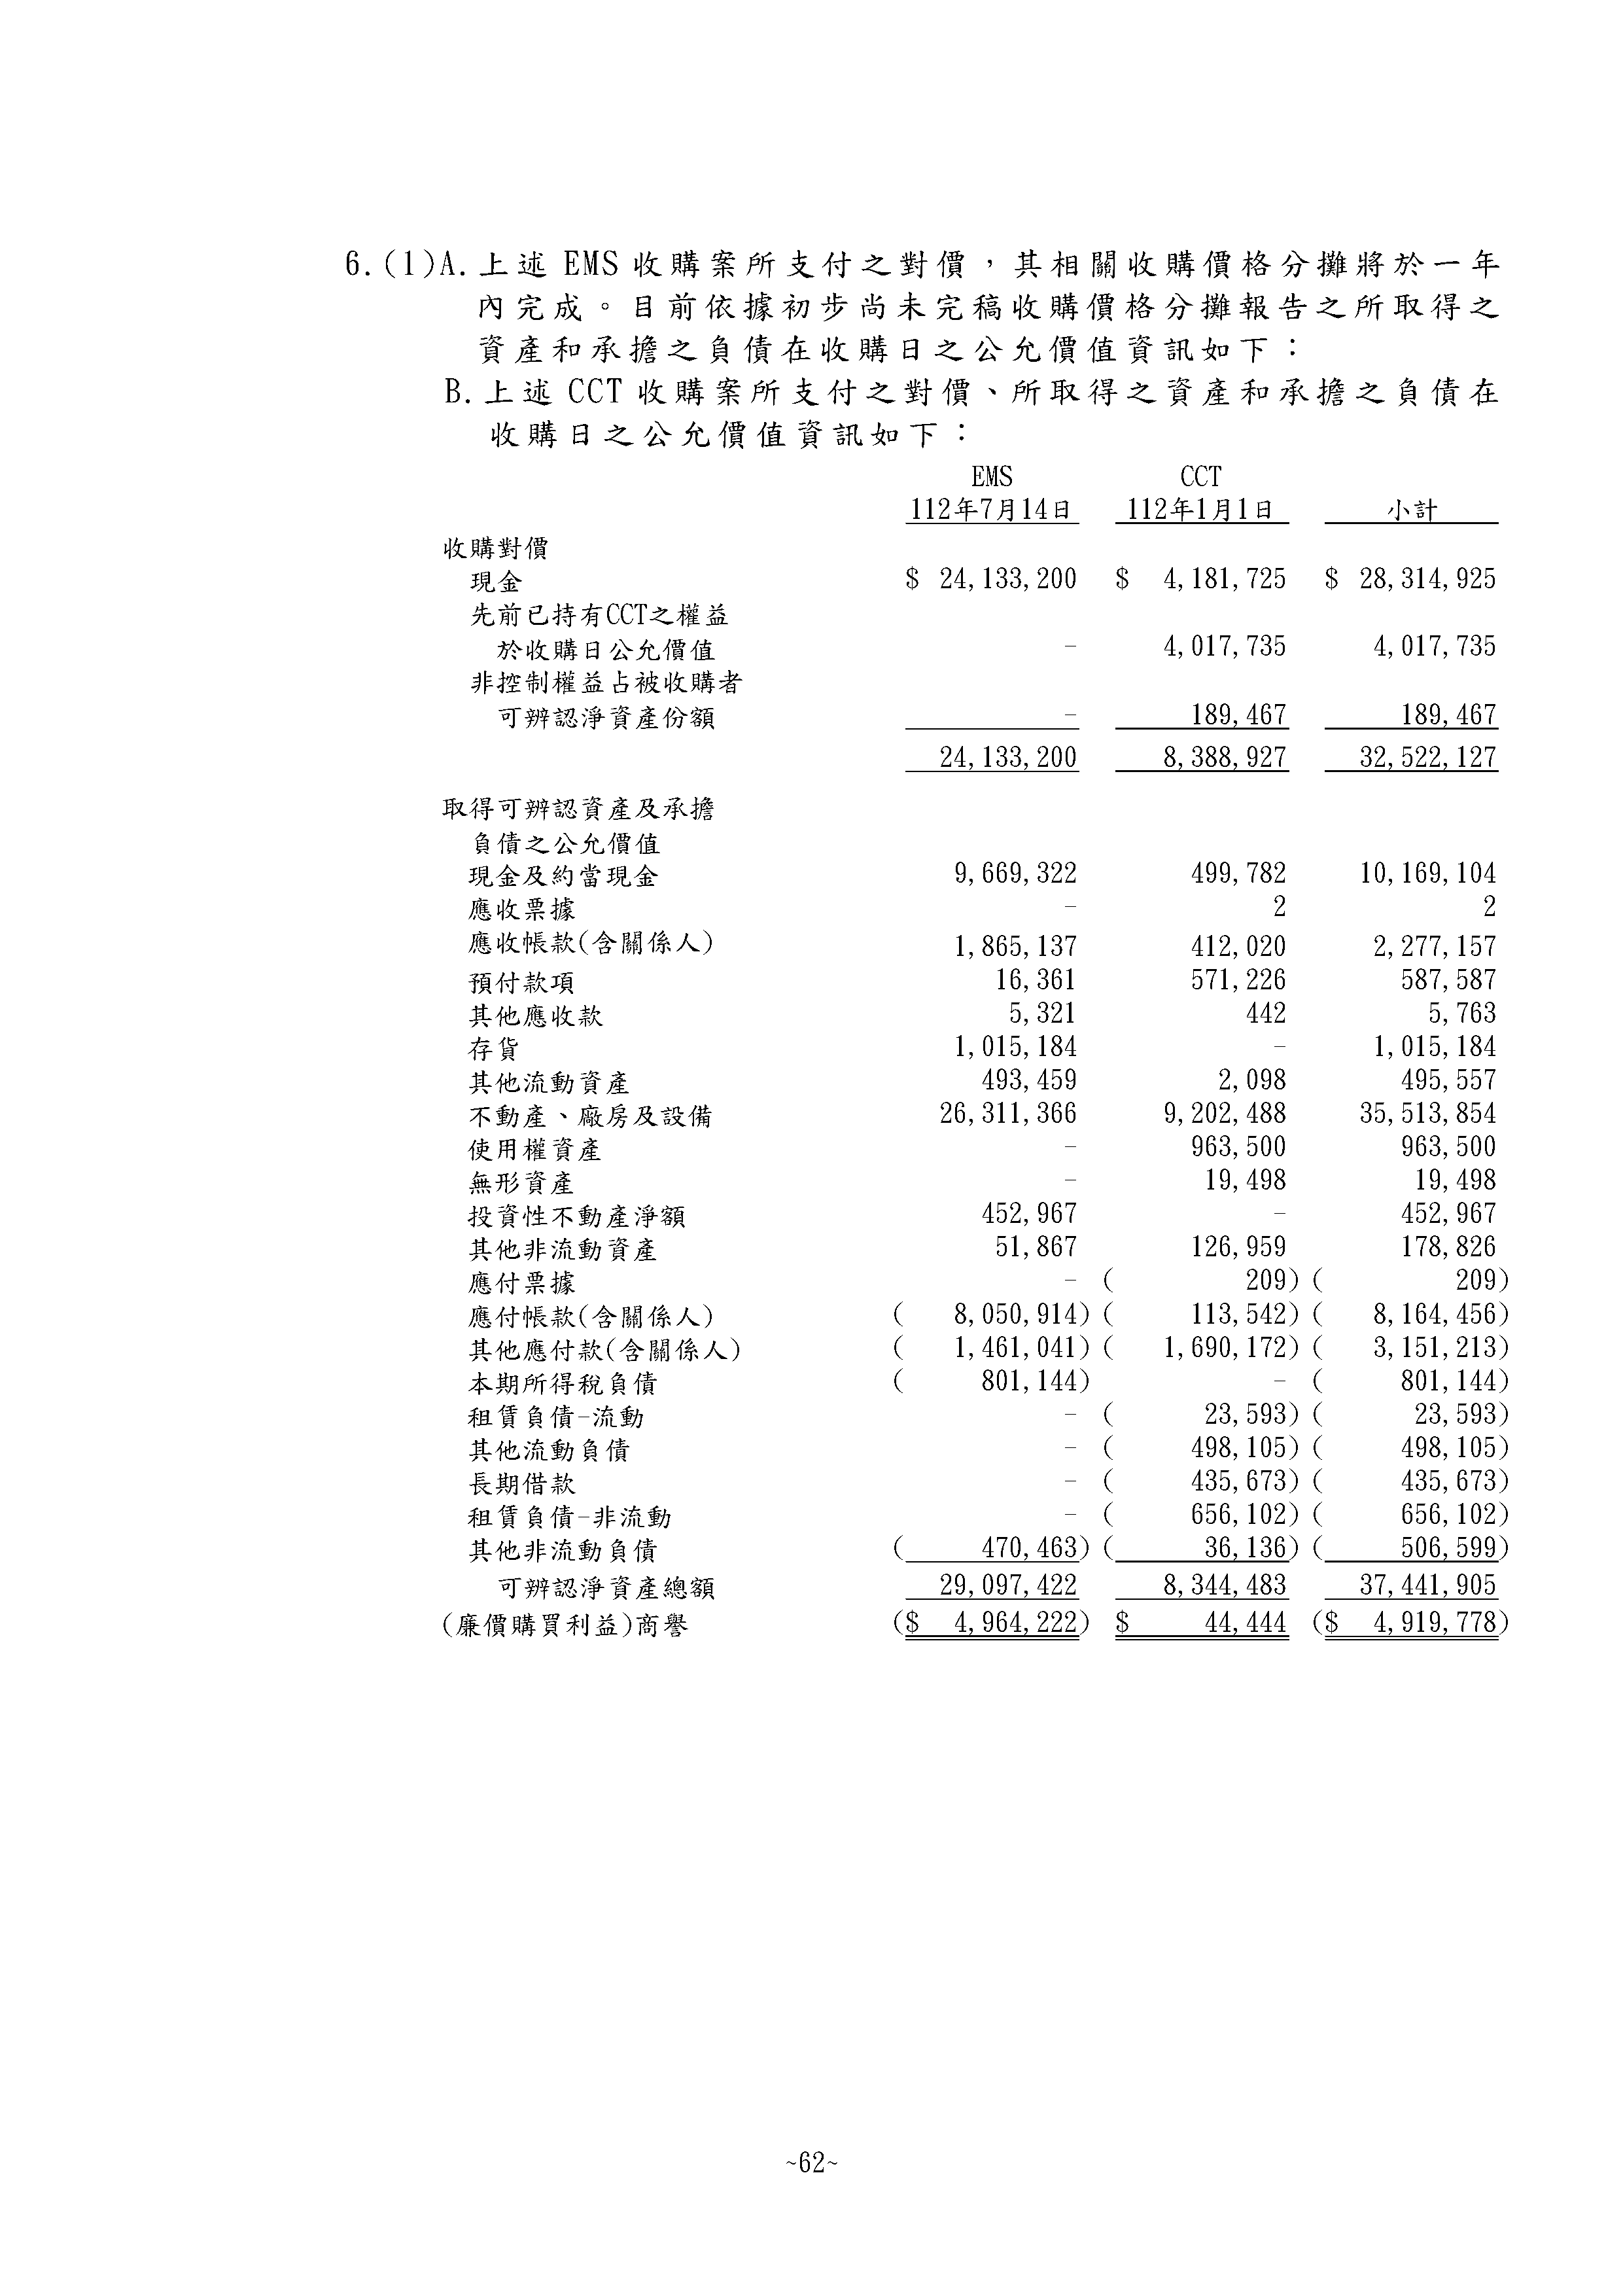 6.(1)A.上述 EMS 收購案所支付之對價，其相關收購價格分攤將於一年
內完成。目前依據初步尚未完稿收購價格分攤報告之所取得之
資產和承擔之負債在收購日之公允價值資訊如下：
B.上述 CCT 收購案所支付之對價、所取得之資產和承擔之負債在
收購日之公允價值資訊如下：
EMS CCT
112年7月14日 112年1月1日 小計
收購對價
現金 $ 24,133,200 $ 4,181,725 $ 28,314,925
先前已持有CCT之權益
於收購日公允價值 - 4,017,735 4,017,735
非控制權益占被收購者
可辨認淨資產份額 - 189,467 189,467
24,133,200 8,388,927 32,522,127
取得可辨認資產及承擔
負債之公允價值
現金及約當現金 9,669,322 499,782 10,169,104
應收票據 - 2 2
應收帳款(含關係人) 1,865,137 412,020 2,277,157
預付款項 16,361 571,226 587,587
其他應收款 5,321 442 5,763
存貨 1,015,184 - 1,015,184
其他流動資產 493,459 2,098 495,557
不動產、廠房及設備 26,311,366 9,202,488 35,513,854
使用權資產 - 963,500 963,500
無形資產 - 19,498 19,498
投資性不動產淨額 452,967 - 452,967
其他非流動資產 51,867 126,959 178,826
應付票據 - ( 209) ( 209)
應付帳款(含關係人) ( 8,050,914) ( 113,542) ( 8,164,456)
其他應付款(含關係人) ( 1,461,041) ( 1,690,172) ( 3,151,213)
本期所得稅負債 ( 801,144) - ( 801,144)
租賃負債-流動 - ( 23,593) ( 23,593)
其他流動負債 - ( 498,105) ( 498,105)
長期借款 - ( 435,673) ( 435,673)
租賃負債-非流動 - ( 656,102) ( 656,102)
其他非流動負債 ( 470,463) ( 36,136) ( 506,599)
可辨認淨資產總額 29,097,422 8,344,483 37,441,905
(廉價購買利益)商譽 ($ 4,964,222) $ 44,444 ($ 4,919,778)
~62~